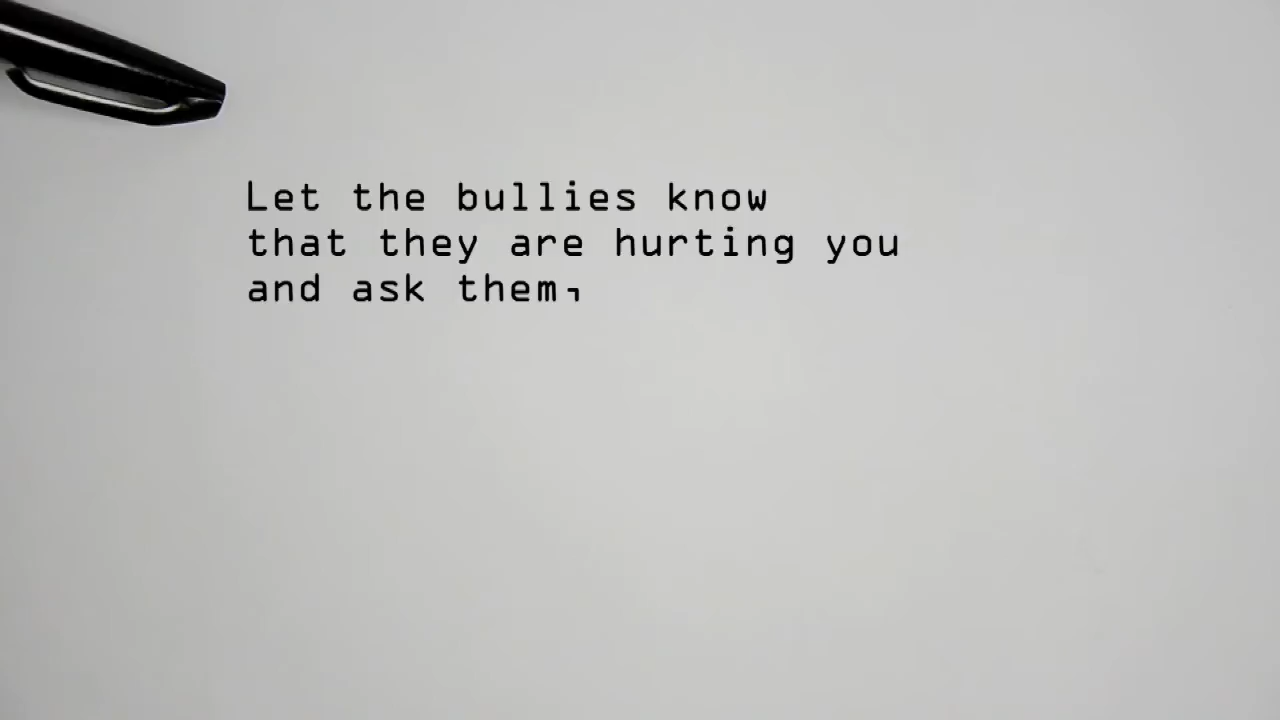 Let the bullies know
that they are hurting you
and ask them